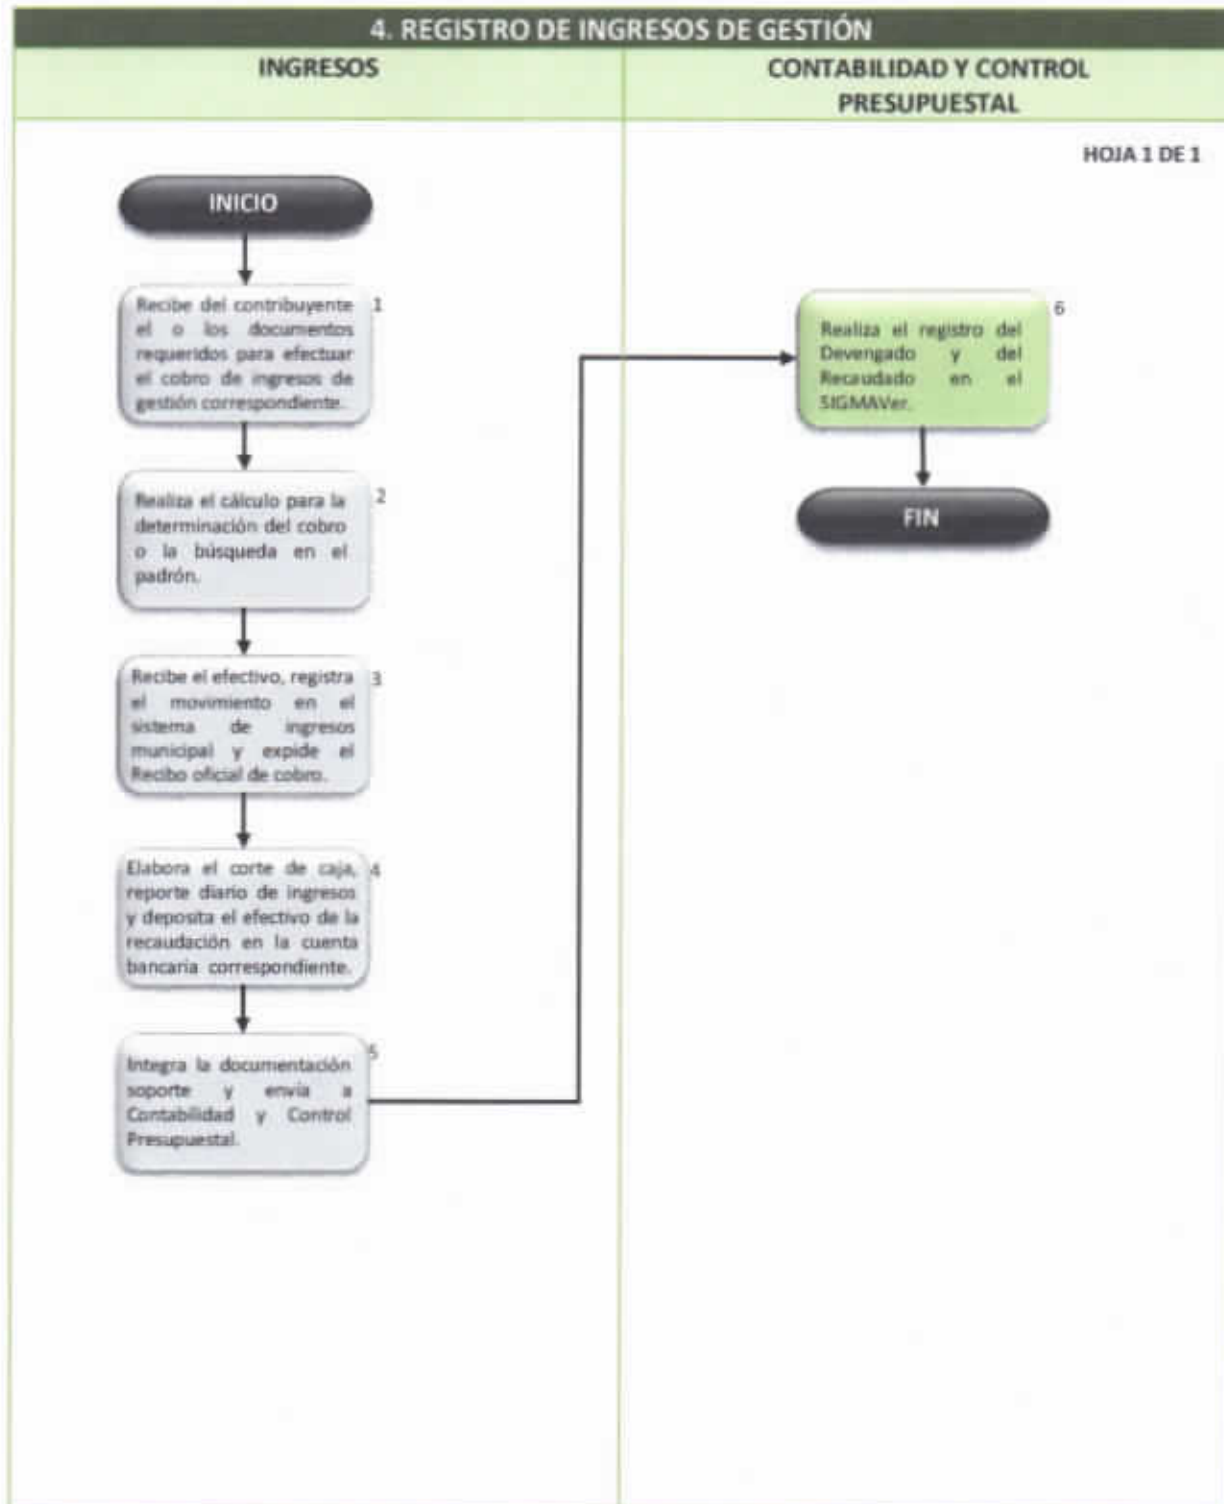 4. REGISTRO DE INGRESOS DE GESTIÓN
INGRESOS
CONTABILIDAD Y CONTROL
PRESUPUESTAL
HOJA 1 DE 1
INICIO
Recibe del contribuyente
el o los documentos
requeridos para efectuar
el cobro de ingresos de
gestión correspondiente.
1
Realiza el cálculo para la
determinación del cobro
o la búsqueda en el
padrón.
2
Recibe el efectivo, registra
el movimiento en el
sistema de ingresos
municipal y expide el
Recibo oficial de cobro.
3
Elabora el corte de caja,
reporte diario de ingresos
y deposita el efectivo de la
recaudación en la cuenta
bancaria correspondiente.
4
Integra la documentación
soporte y envía a
Contabilidad y Control
Presupuestal.
5
Realiza el registro del
Devengado y del
Recaudado en el
SIGMAVer.
6
FIN